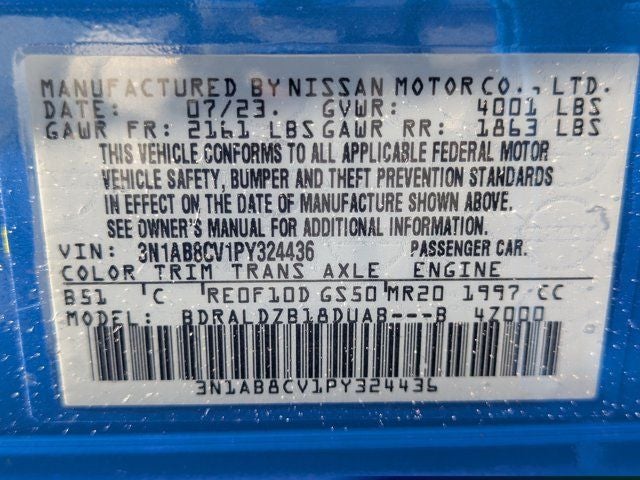 MANUFACTURED BY NISSAN MOTOR CO., LTD.
DATE: 07/23. GVWR: 4001 LBS
GAWR FR: 2161 LBS GAWR RR: 1863 LBS
THIS VEHICLE CONFORMS TO ALL APPLICABLE FEDERAL MOTOR
VEHICLE SAFETY, BUMPER AND THEFT PREVENTION STANDARDS
IN EFFECT ON THE DATE OF MANUFACTURE SHOWN ABOVE.
SEE OWNER'S MANUAL FOR ADDITIONAL INFORMATION.
VIN: 3N1AB8CV1PY324436 PASSENGER CAR.
COLOR TRIM TRANS AXLE ENGINE
B51 C RE0F10D GS50 MR20 1997 CC
MODEL: BDRALDZB18DUAB---B 4Z000
3N1AB8CV1PY324436